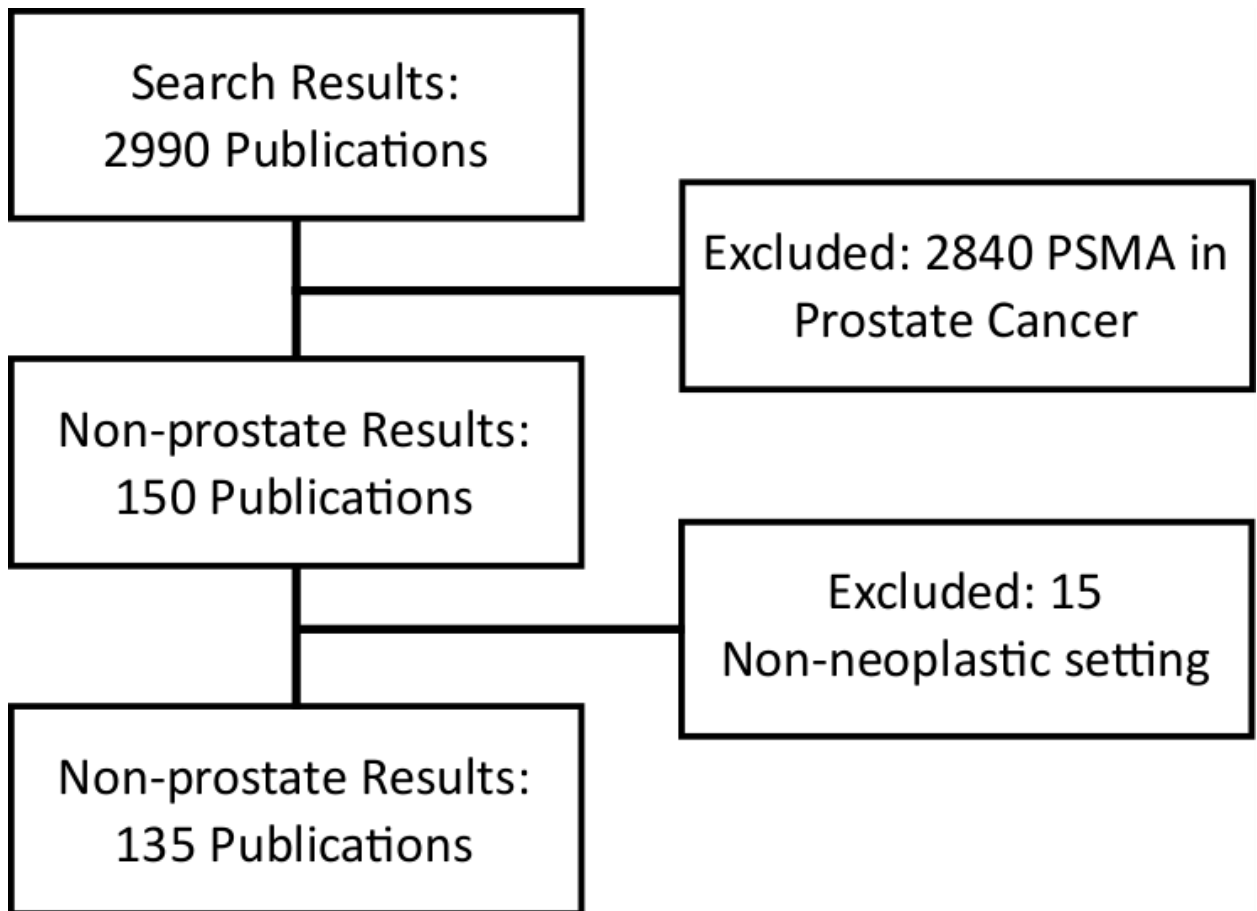 Search Results:
2990 Publications
Excluded: 2840 PSMA in
Prostate Cancer
Non-prostate Results:
150 Publications
Excluded: 15
Non-neoplastic setting
Non-prostate Results:
135 Publications